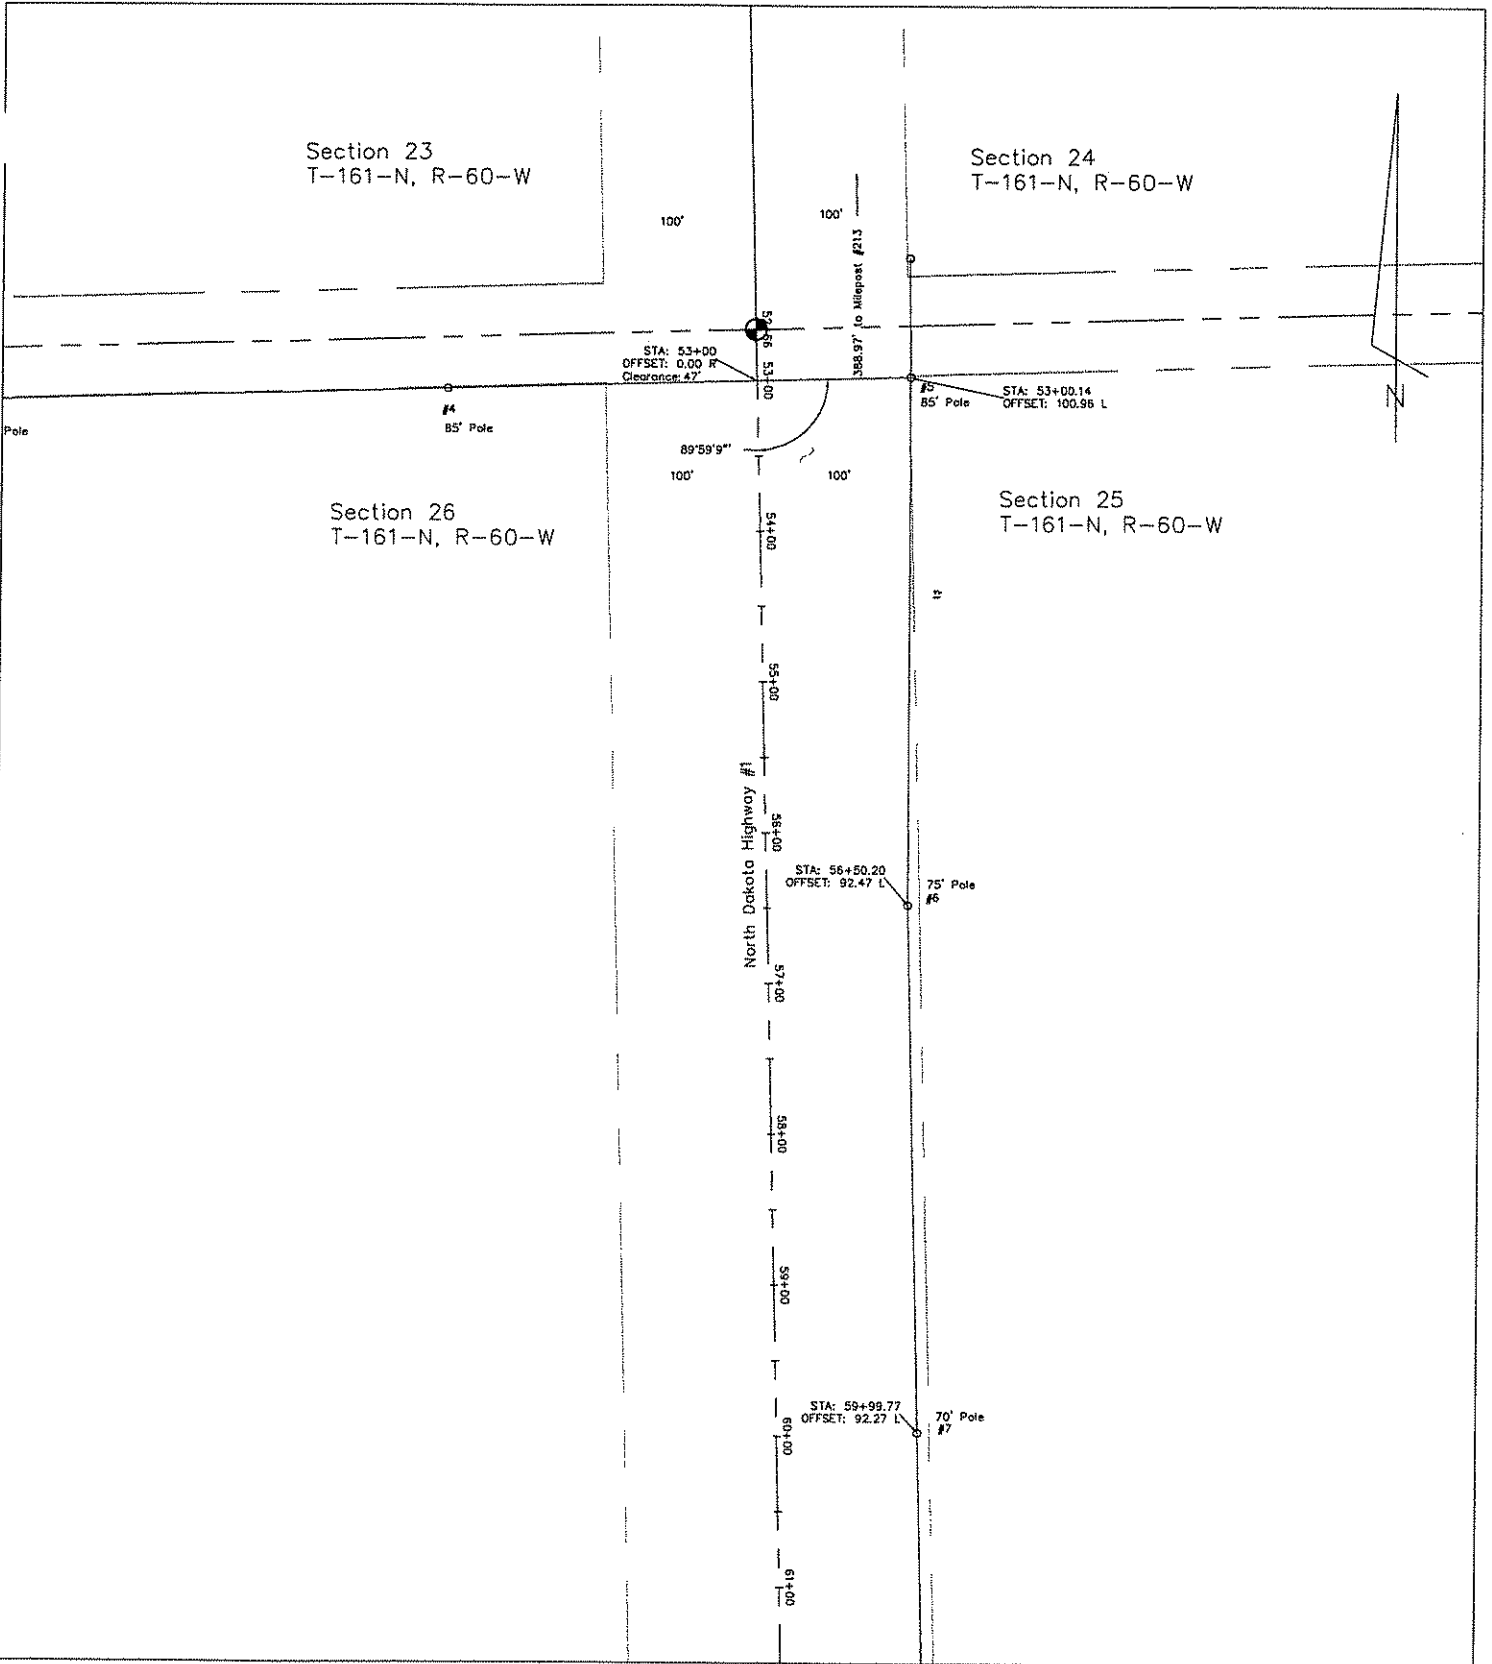 Section 23
T-161-N, R-60-W
Section 24
T-161-N, R-60-W
100'
100'
388.97' to Milepost #213
STA: 53+00
OFFSET: 0.00 R
Clearance: 47'
53+00
#5
85' Pole
STA: 53+00.14
OFFSET: 100.96 L
N
Pole
#4
85' Pole
89°59'9"
100'
100'
Section 26
T-161-N, R-60-W
Section 25
T-161-N, R-60-W
54+00
55+00
North Dakota Highway #1
56+00
STA: 56+50.20
OFFSET: 92.47 L
75' Pole
#6
57+00
58+00
59+00
STA: 59+99.77
OFFSET: 92.27 L
70' Pole
#7
60+00
61+00